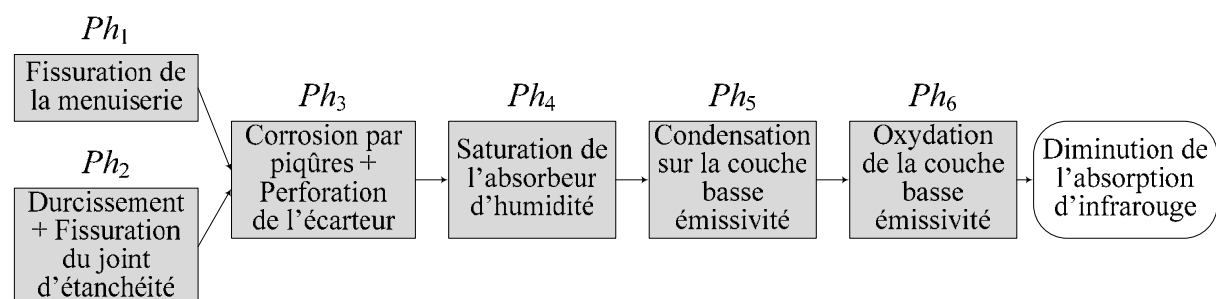 Ph1
Fissuration de
la menuiserie
Ph2
Durcissement
+ Fissuration
du joint
d'étanchéité
Ph3
Corrosion par
piqûres +
Perforation
de l'écarteur
Ph4
Saturation de
l'absorbeur
d'humidité
Ph5
Condensation
sur la couche
basse
émissivité
Ph6
Oxydation
de la couche
basse
émissivité
Diminution de
l'absorption
d'infrarouge